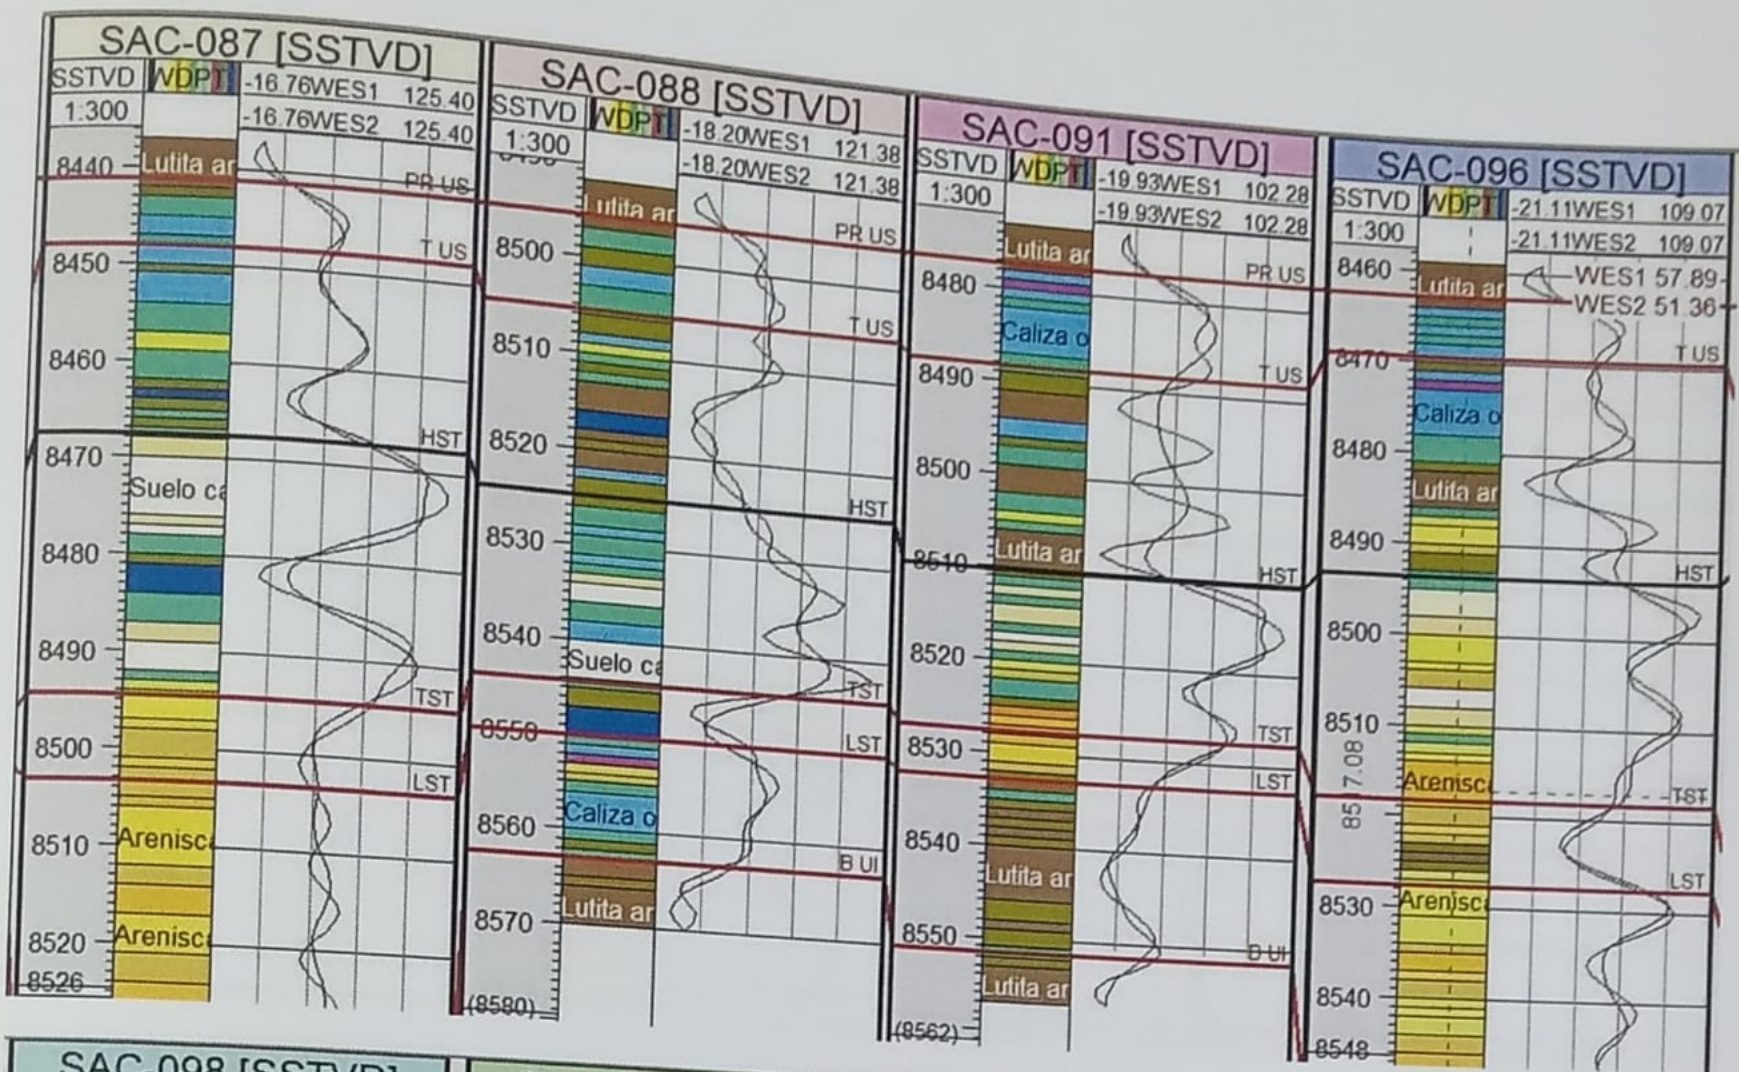 SAC-087 [SSTVD]
SSTVD WDPTI -16.76WES1 125.40
1:300 -16.76WES2 125.40
8440
Lutita ar
PR US
T US
8450
8460
HST
8470
Suelo ca
8480
8490
TST
8500
LST
8510
Arenisca
8520
Arenisca
8526
SAC-088 [SSTVD]
SSTVD WDPTI -18.20WES1 121.38
1:300 -18.20WES2 121.38
Lutita ar
PR US
8500
T US
8510
8520
HST
8530
8540
Suelo ca
TST
8550
LST
8560
Caliza o
B UI
8570
Lutita ar
(8580)
SAC-091 [SSTVD]
SSTVD WDPTI -19.93WES1 102.28
1:300 -19.93WES2 102.28
Lutita ar
PR US
8480
Caliza o
8490
T US
8500
Lutita ar
8510
HST
8520
TST
8530
LST
8540
Lutita ar
8550
B UI
Lutita ar
(8562)
SAC-096 [SSTVD]
SSTVD WDPTI -21.11WES1 109.07
1:300 -21.11WES2 109.07
8460
Lutita ar
WES1 57.89
WES2 51.36
T US
8470
Caliza o
8480
Lutita ar
8490
HST
8500
8510
8517.08
Arenisca
TST
LST
8530
Arenisca
8540
8548
SAC-098 [SSTVD]